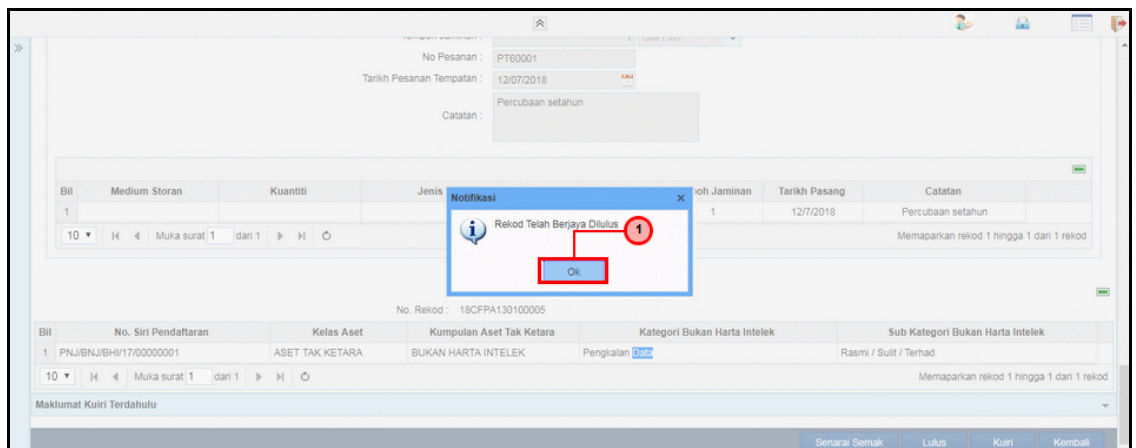 No Pesanan : PT60001
Tarikh Pesanan Tempatan : 12/07/2018
Catatan : Percubaan setahun
Bil Medium Storan Kuantiti Jenis Jaminan Tarikh Pasang Catatan
1 1 12/7/2018 Percubaan setahun
10 Muka surat 1 dari 1 Memaparkan rekod 1 hingga 1 dari 1 rekod
Notifikasi x
Rekod Telah Berjaya Dilulus
1
Ok
No. Rekod : 18CFPA130100005
Bil No. Siri Pendaftaran Kelas Aset Kumpulan Aset Tak Ketara Kategori Bukan Harta Intelek Sub Kategori Bukan Harta Intelek
1 PNJ/BNJ/BHI/17/00000001 ASET TAK KETARA BUKAN HARTA INTELEK Pengkalan Data Rasmi / Sulit / Terhad
10 Muka surat 1 dari 1 Memaparkan rekod 1 hingga 1 dari 1 rekod
Maklumat Kuiri Terdahulu
Senarai Semak Lulus Kuiri Kembali